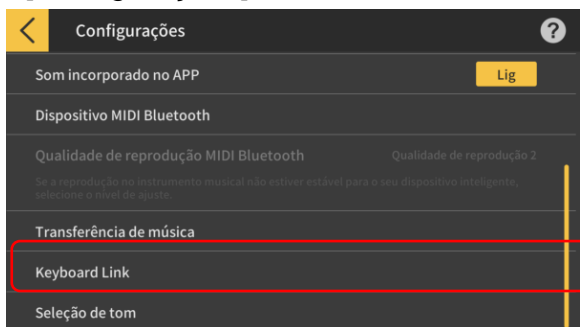 Configurações
?
Som incorporado no APP
Lig
Dispositivo MIDI Bluetooth
Qualidade de reprodução MIDI Bluetooth
Qualidade de reprodução 2
Se a reprodução no instrumento musical não estiver estável para o seu dispositivo inteligente,
selecione o nível de ajuste.
Transferência de música
Keyboard Link
Seleção de tom